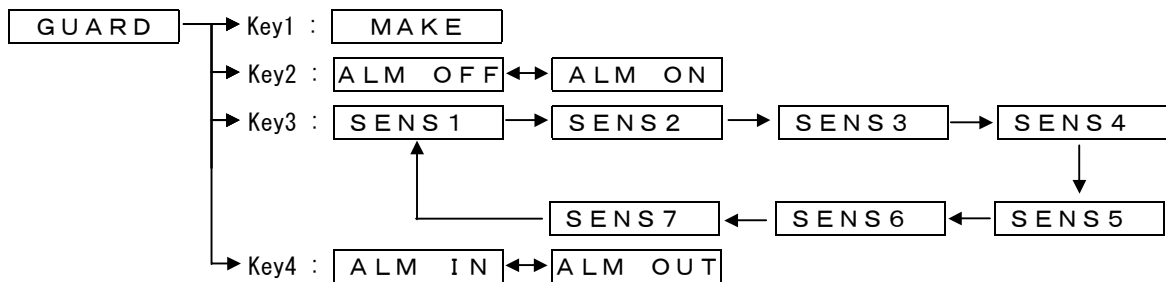 GUARD Key1 : MAKE
Key2 : ALM OFF ALM ON
Key3 : SENS1 SENS2 SENS3 SENS4
SENS7 SENS6 SENS5
Key4 : ALM IN ALM OUT